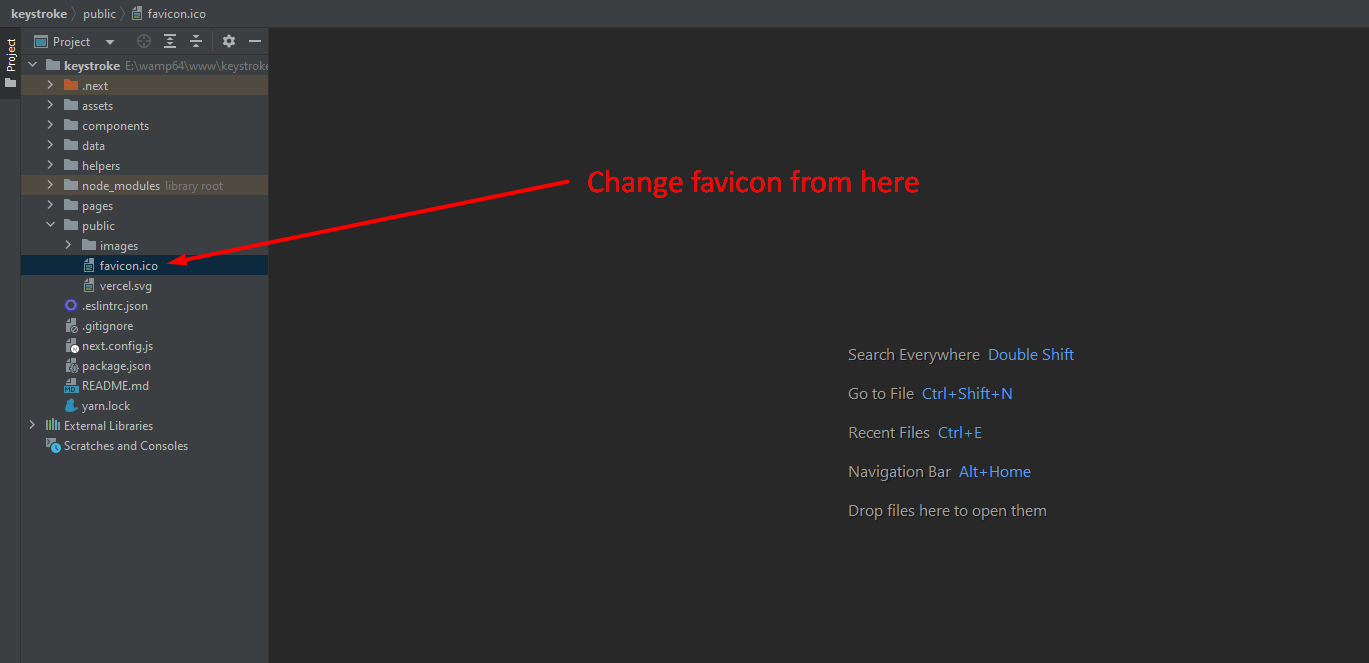 keystroke public favicon.ico
Project
Project
keystroke E:\wamp64\www\keystroke
.next
assets
components
data
helpers
node_modules library root
pages
public
images
favicon.ico
vercel.svg
.eslintrc.json
.gitignore
next.config.js
package.json
README.md
yarn.lock
External Libraries
Scratches and Consoles
Change favicon from here
Search Everywhere Double Shift
Go to File Ctrl+Shift+N
Recent Files Ctrl+E
Navigation Bar Alt+Home
Drop files here to open them